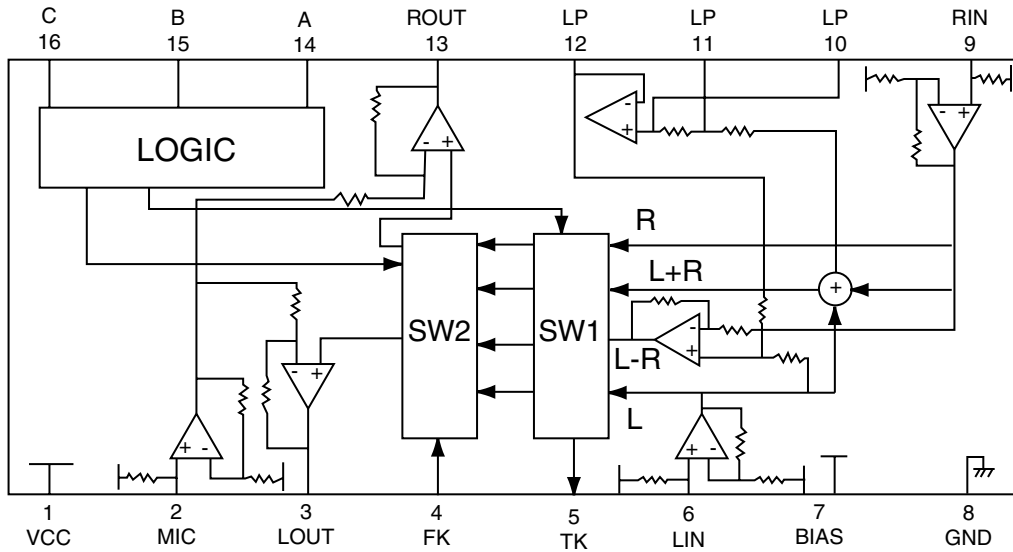 C B A ROUT LP LP LP RIN
16 15 14 13 12 11 10 9
LOGIC
- +
-
+
- +
R
L+R
+
SW2 SW1
-
+
L-R
- +
L
+ -
+ -
1 2 3 4 5 6 7 8
VCC MIC LOUT FK TK LIN BIAS GND